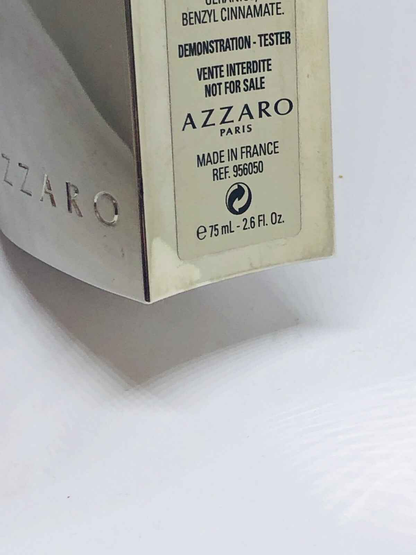 BENZYL CINNAMATE.
DEMONSTRATION - TESTER
VENTE INTERDITE
NOT FOR SALE
AZZARO
PARIS
MADE IN FRANCE
REF. 956050
e 75 mL - 2.6 Fl. Oz.
ZZARO